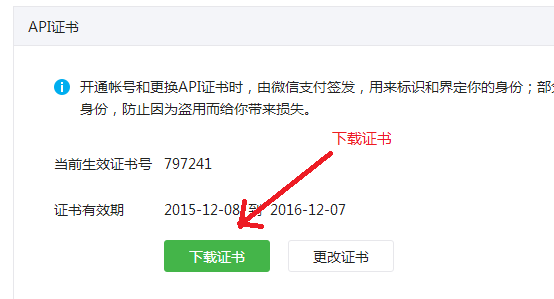 API证书
开通帐号和更换API证书时，由微信支付签发，用来标识和界定你的身份；部
身份，防止因为盗用而给你带来损失。
下载证书
当前生效证书号 797241
证书有效期 2015-12-08 到 2016-12-07
下载证书 更改证书